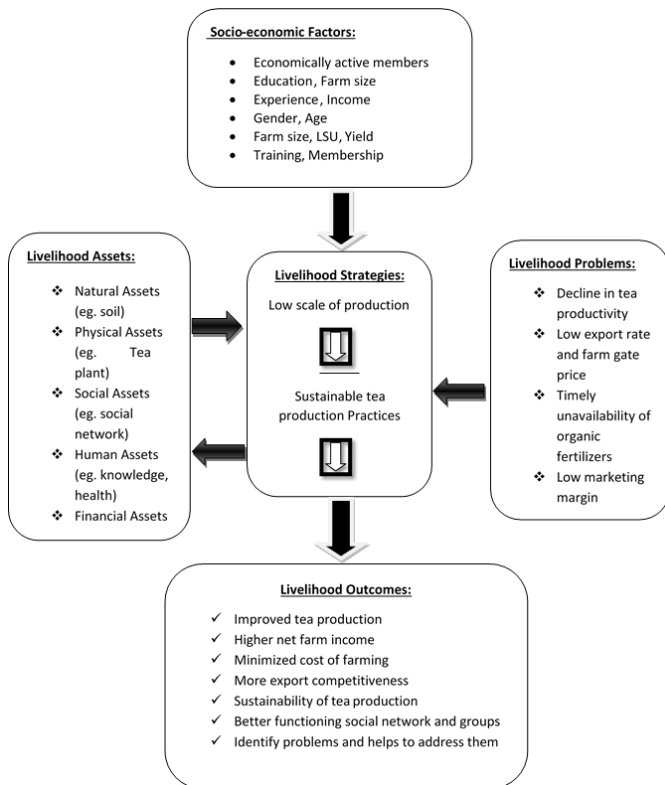 Socio-economic Factors:
• Economically active members
• Education, Farm size
• Experience, Income
• Gender, Age
• Farm size, LSU, Yield
• Training, Membership
Livelihood Assets:
❖ Natural Assets
(eg. soil)
❖ Physical Assets
(eg. Tea
plant)
❖ Social Assets
(eg. social
network)
❖ Human Assets
(eg. knowledge,
health)
❖ Financial Assets
Livelihood Strategies:
Low scale of production
Sustainable tea
production Practices
Livelihood Problems:
❖ Decline in tea
productivity
❖ Low export rate
and farm gate
price
❖ Timely
unavailability of
organic
fertilizers
❖ Low marketing
margin
Livelihood Outcomes:
✓ Improved tea production
✓ Higher net farm income
✓ Minimized cost of farming
✓ More export competitiveness
✓ Sustainability of tea production
✓ Better functioning social network and groups
✓ Identify problems and helps to address them